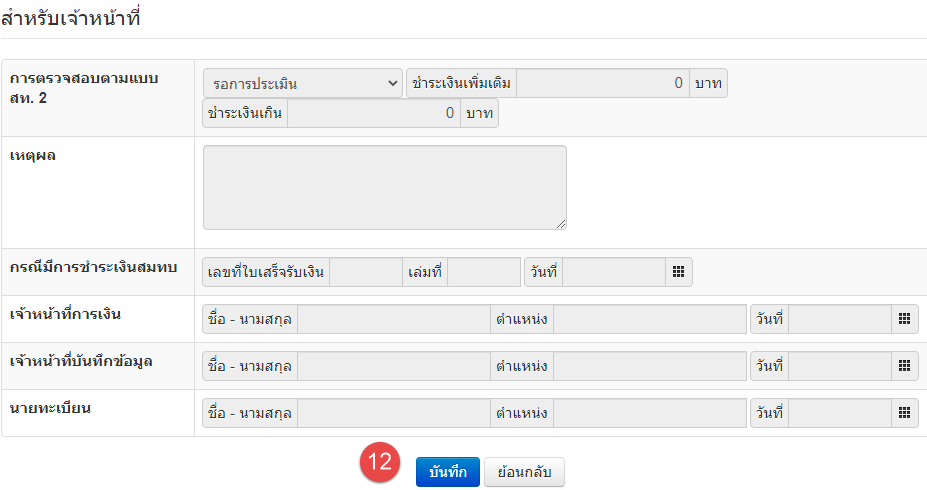 สำหรับเจ้าหน้าที่
การตรวจสอบตามแบบ สท. 2
รอการประเมิน ชำระเงินเพิ่มเติม 0 บาท
ชำระเงินเกิน 0 บาท
เหตุผล
กรณีมีการชำระเงินสมทบ เลขที่ใบเสร็จรับเงิน เล่มที่ วันที่
เจ้าหน้าที่การเงิน ชื่อ - นามสกุล ตำแหน่ง วันที่
เจ้าหน้าที่บันทึกข้อมูล ชื่อ - นามสกุล ตำแหน่ง วันที่
นายทะเบียน ชื่อ - นามสกุล ตำแหน่ง วันที่
12 บันทึก ย้อนกลับ